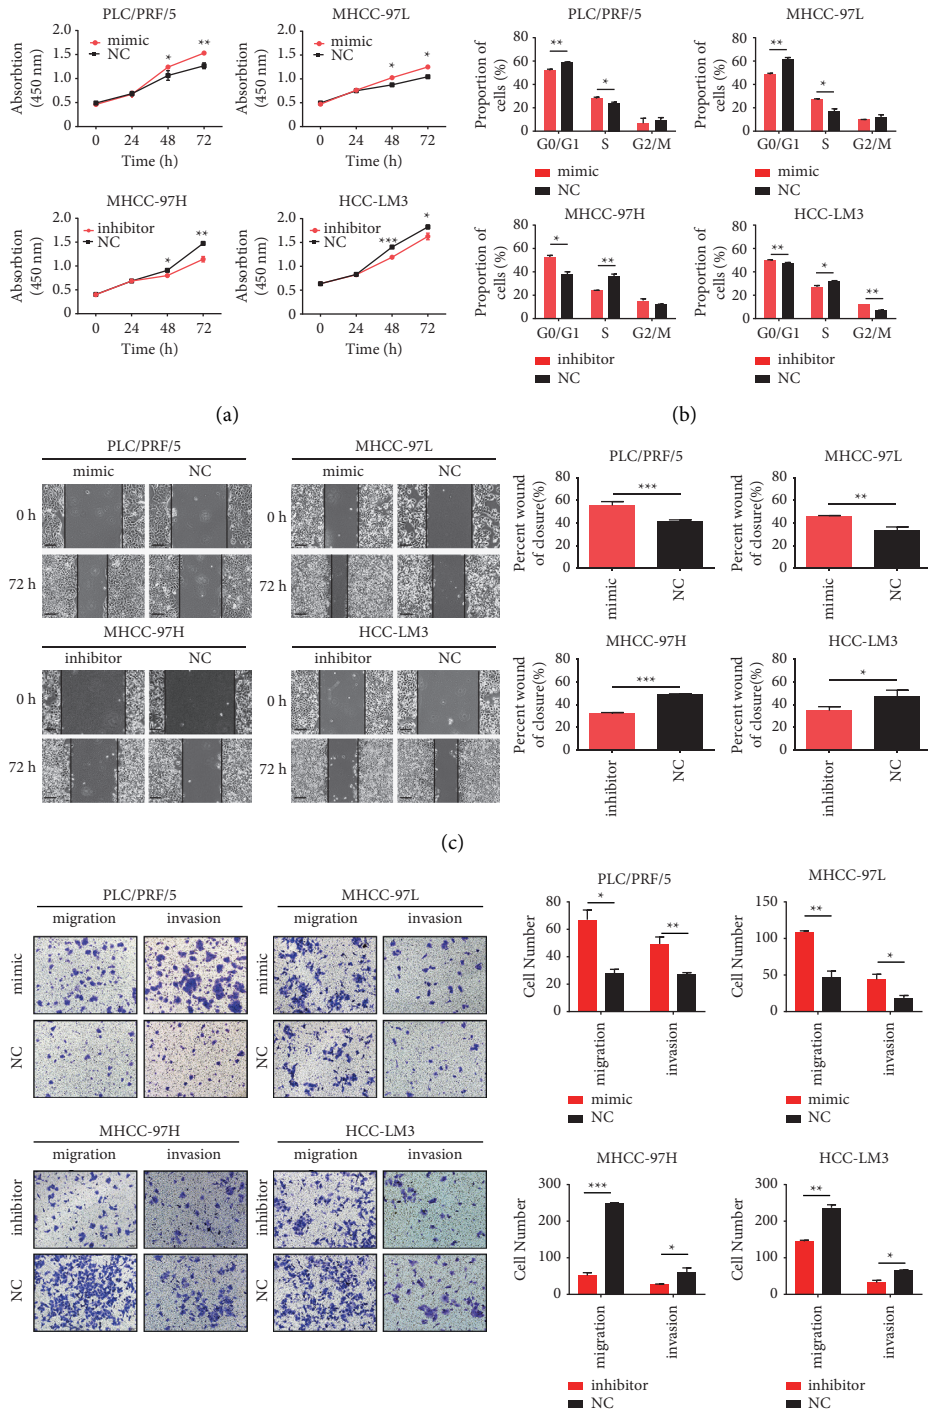 PLC/PRF/5
Absorbtion
(450 nm)
2.0
1.5
1.0
0.5
0
mimic
NC
*
**
0 24 48 72
Time (h)
MHCC-97L
Absorbtion
(450 nm)
2.0
1.5
1.0
0.5
0
mimic
NC
*
*
0 24 48 72
Time (h)
MHCC-97H
Absorbtion
(450 nm)
2.0
1.5
1.0
0.5
0
inhibitor
NC
*
**
0 24 48 72
Time (h)
HCC-LM3
Absorbtion
(450 nm)
2.0
1.5
1.0
0.5
0
inhibitor
NC
***
*
0 24 48 72
Time (h)
(a)
PLC/PRF/5
Proportion of
cells (%)
80
60
40
20
0
**
*
G0/G1 S G2/M
mimic
NC
MHCC-97L
Proportion of
cells (%)
80
60
40
20
0
**
*
G0/G1 S G2/M
mimic
NC
MHCC-97H
Proportion of
cells (%)
80
60
40
20
0
*
**
G0/G1 S G2/M
inhibitor
NC
HCC-LM3
Proportion of
cells (%)
80
60
40
20
0
**
*
**
G0/G1 S G2/M
inhibitor
NC
(b)
PLC/PRF/5
mimic NC
0 h
72 h
MHCC-97L
mimic NC
0 h
72 h
MHCC-97H
inhibitor NC
0 h
72 h
HCC-LM3
inhibitor NC
0 h
72 h
PLC/PRF/5
Percent wound
of closure(%)
80
60
40
20
0
***
mimic
NC
MHCC-97L
Percent wound
of closure(%)
80
60
40
20
0
**
mimic
NC
MHCC-97H
Percent wound
of closure(%)
80
60
40
20
0
***
inhibitor
NC
HCC-LM3
Percent wound
of closure(%)
80
60
40
20
0
*
inhibitor
NC
(c)
PLC/PRF/5
migration invasion
mimic
NC
MHCC-97L
migration invasion
mimic
NC
MHCC-97H
migration invasion
inhibitor
NC
HCC-LM3
migration invasion
inhibitor
NC
PLC/PRF/5
Cell Number
80
60
40
20
0
*
**
migration
invasion
mimic
NC
MHCC-97L
Cell Number
150
100
50
0
**
*
migration
invasion
mimic
NC
MHCC-97H
Cell Number
300
200
100
0
***
*
migration
invasion
inhibitor
NC
HCC-LM3
Cell Number
300
200
100
0
**
*
migration
invasion
inhibitor
NC